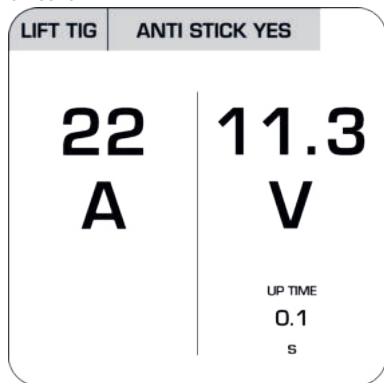 LIFT TIG ANTI STICK YES
22
A
11.3
V
UP TIME
0.1
s